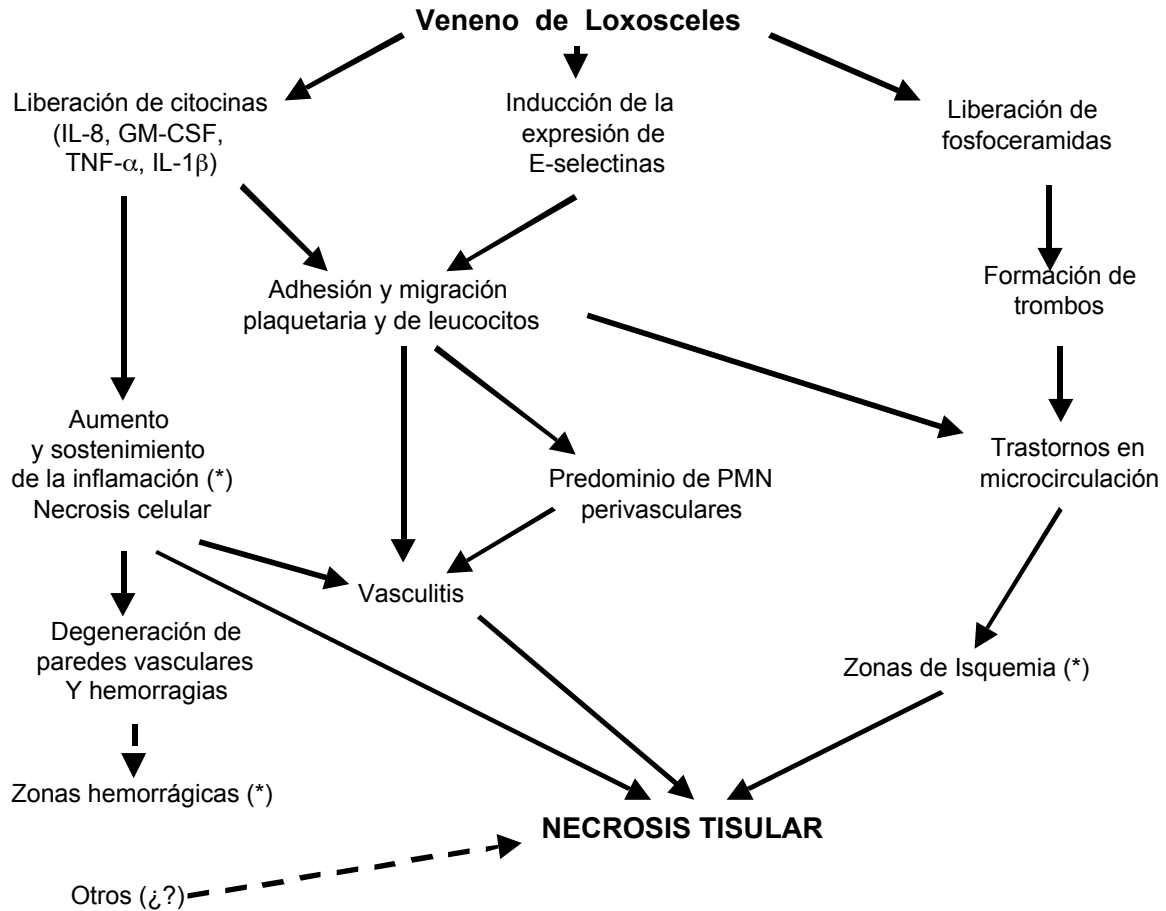 Veneno de Loxosceles
Liberación de citocinas
(IL-8, GM-CSF,
TNF-α, IL-1β)
Inducción de la
expresión de
E-selectinas
Liberación de
fosfoceramidas
Adhesión y migración
plaquetaria y de leucocitos
Formación de
trombos
Aumento
y sostenimiento
de la inflamación (*)
Necrosis celular
Predominio de PMN
perivasculares
Trastornos en
microcirculación
Vasculitis
Degeneración de
paredes vasculares
Y hemorragias
Zonas de Isquemia (*)
Zonas hemorrágicas (*)
NECROSIS TISULAR
Otros (¿?)